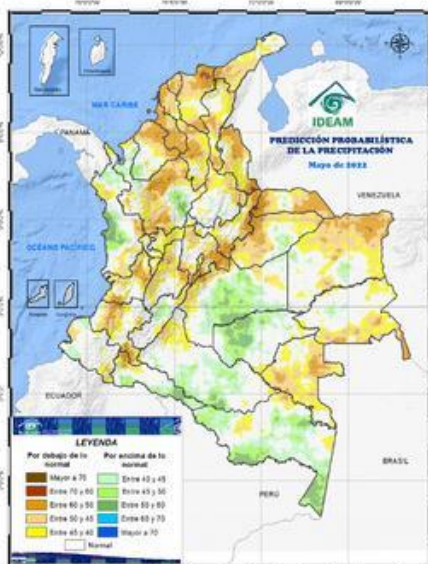 MAR CARIBE
PANAMÁ
IDEAM
PREDICCIÓN PROBABILÍSTICA
DE LA PRECIPITACIÓN
Mayo de 2022
VENEZUELA
OCÉANO PACÍFICO
ECUADOR
BRASIL
PERÚ
LEYENDA
Por debajo de lo normal
Mayor a 70
Entre 70 y 60
Entre 60 y 50
Entre 50 y 45
Entre 45 y 40
Por encima de lo normal
Entre 40 y 45
Entre 45 y 50
Entre 50 y 60
Entre 60 y 70
Mayor a 70
Normal